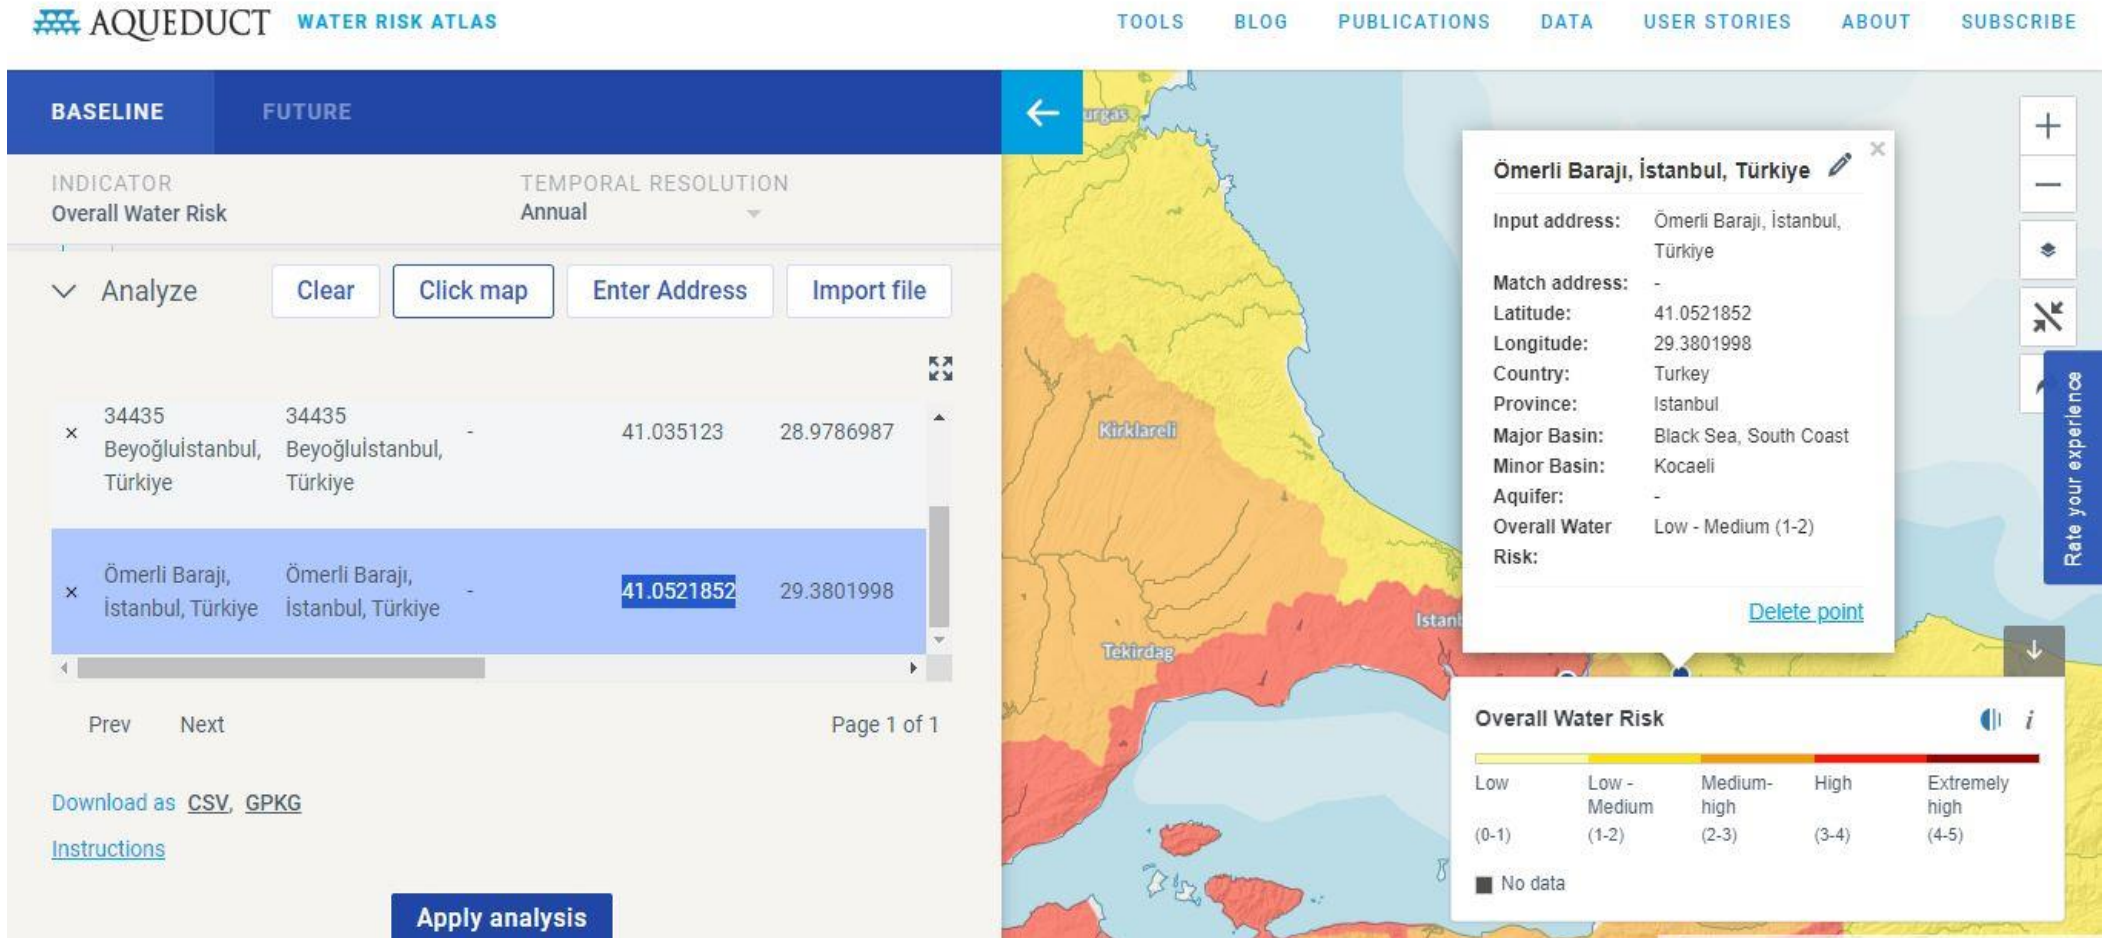 AQUEDUCT WATER RISK ATLAS
TOOLS BLOG PUBLICATIONS DATA USER STORIES ABOUT SUBSCRIBE
BASELINE FUTURE
INDICATOR
Overall Water Risk
TEMPORAL RESOLUTION
Annual
Analyze
Clear
Click map
Enter Address
Import file
34435
Beyoğluİstanbul,
Türkiye
34435
Beyoğluİstanbul,
Türkiye
-
41.035123
28.9786987
Ömerli Barajı,
İstanbul, Türkiye
Ömerli Barajı,
İstanbul, Türkiye
-
41.0521852
29.3801998
Prev Next
Page 1 of 1
Download as CSV, GPKG
Instructions
Apply analysis
urgas
Kirklareli
Tekirdag
Istan
Ömerli Barajı, İstanbul, Türkiye
Input address: Ömerli Barajı, İstanbul,
Türkiye
Match address: -
Latitude: 41.0521852
Longitude: 29.3801998
Country: Turkey
Province: Istanbul
Major Basin: Black Sea, South Coast
Minor Basin: Kocaeli
Aquifer: -
Overall Water Low - Medium (1-2)
Risk:
Delete point
Rate your experience
Overall Water Risk
Low
(0-1)
Low -
Medium
(1-2)
Medium-
high
(2-3)
High
(3-4)
Extremely
high
(4-5)
No data